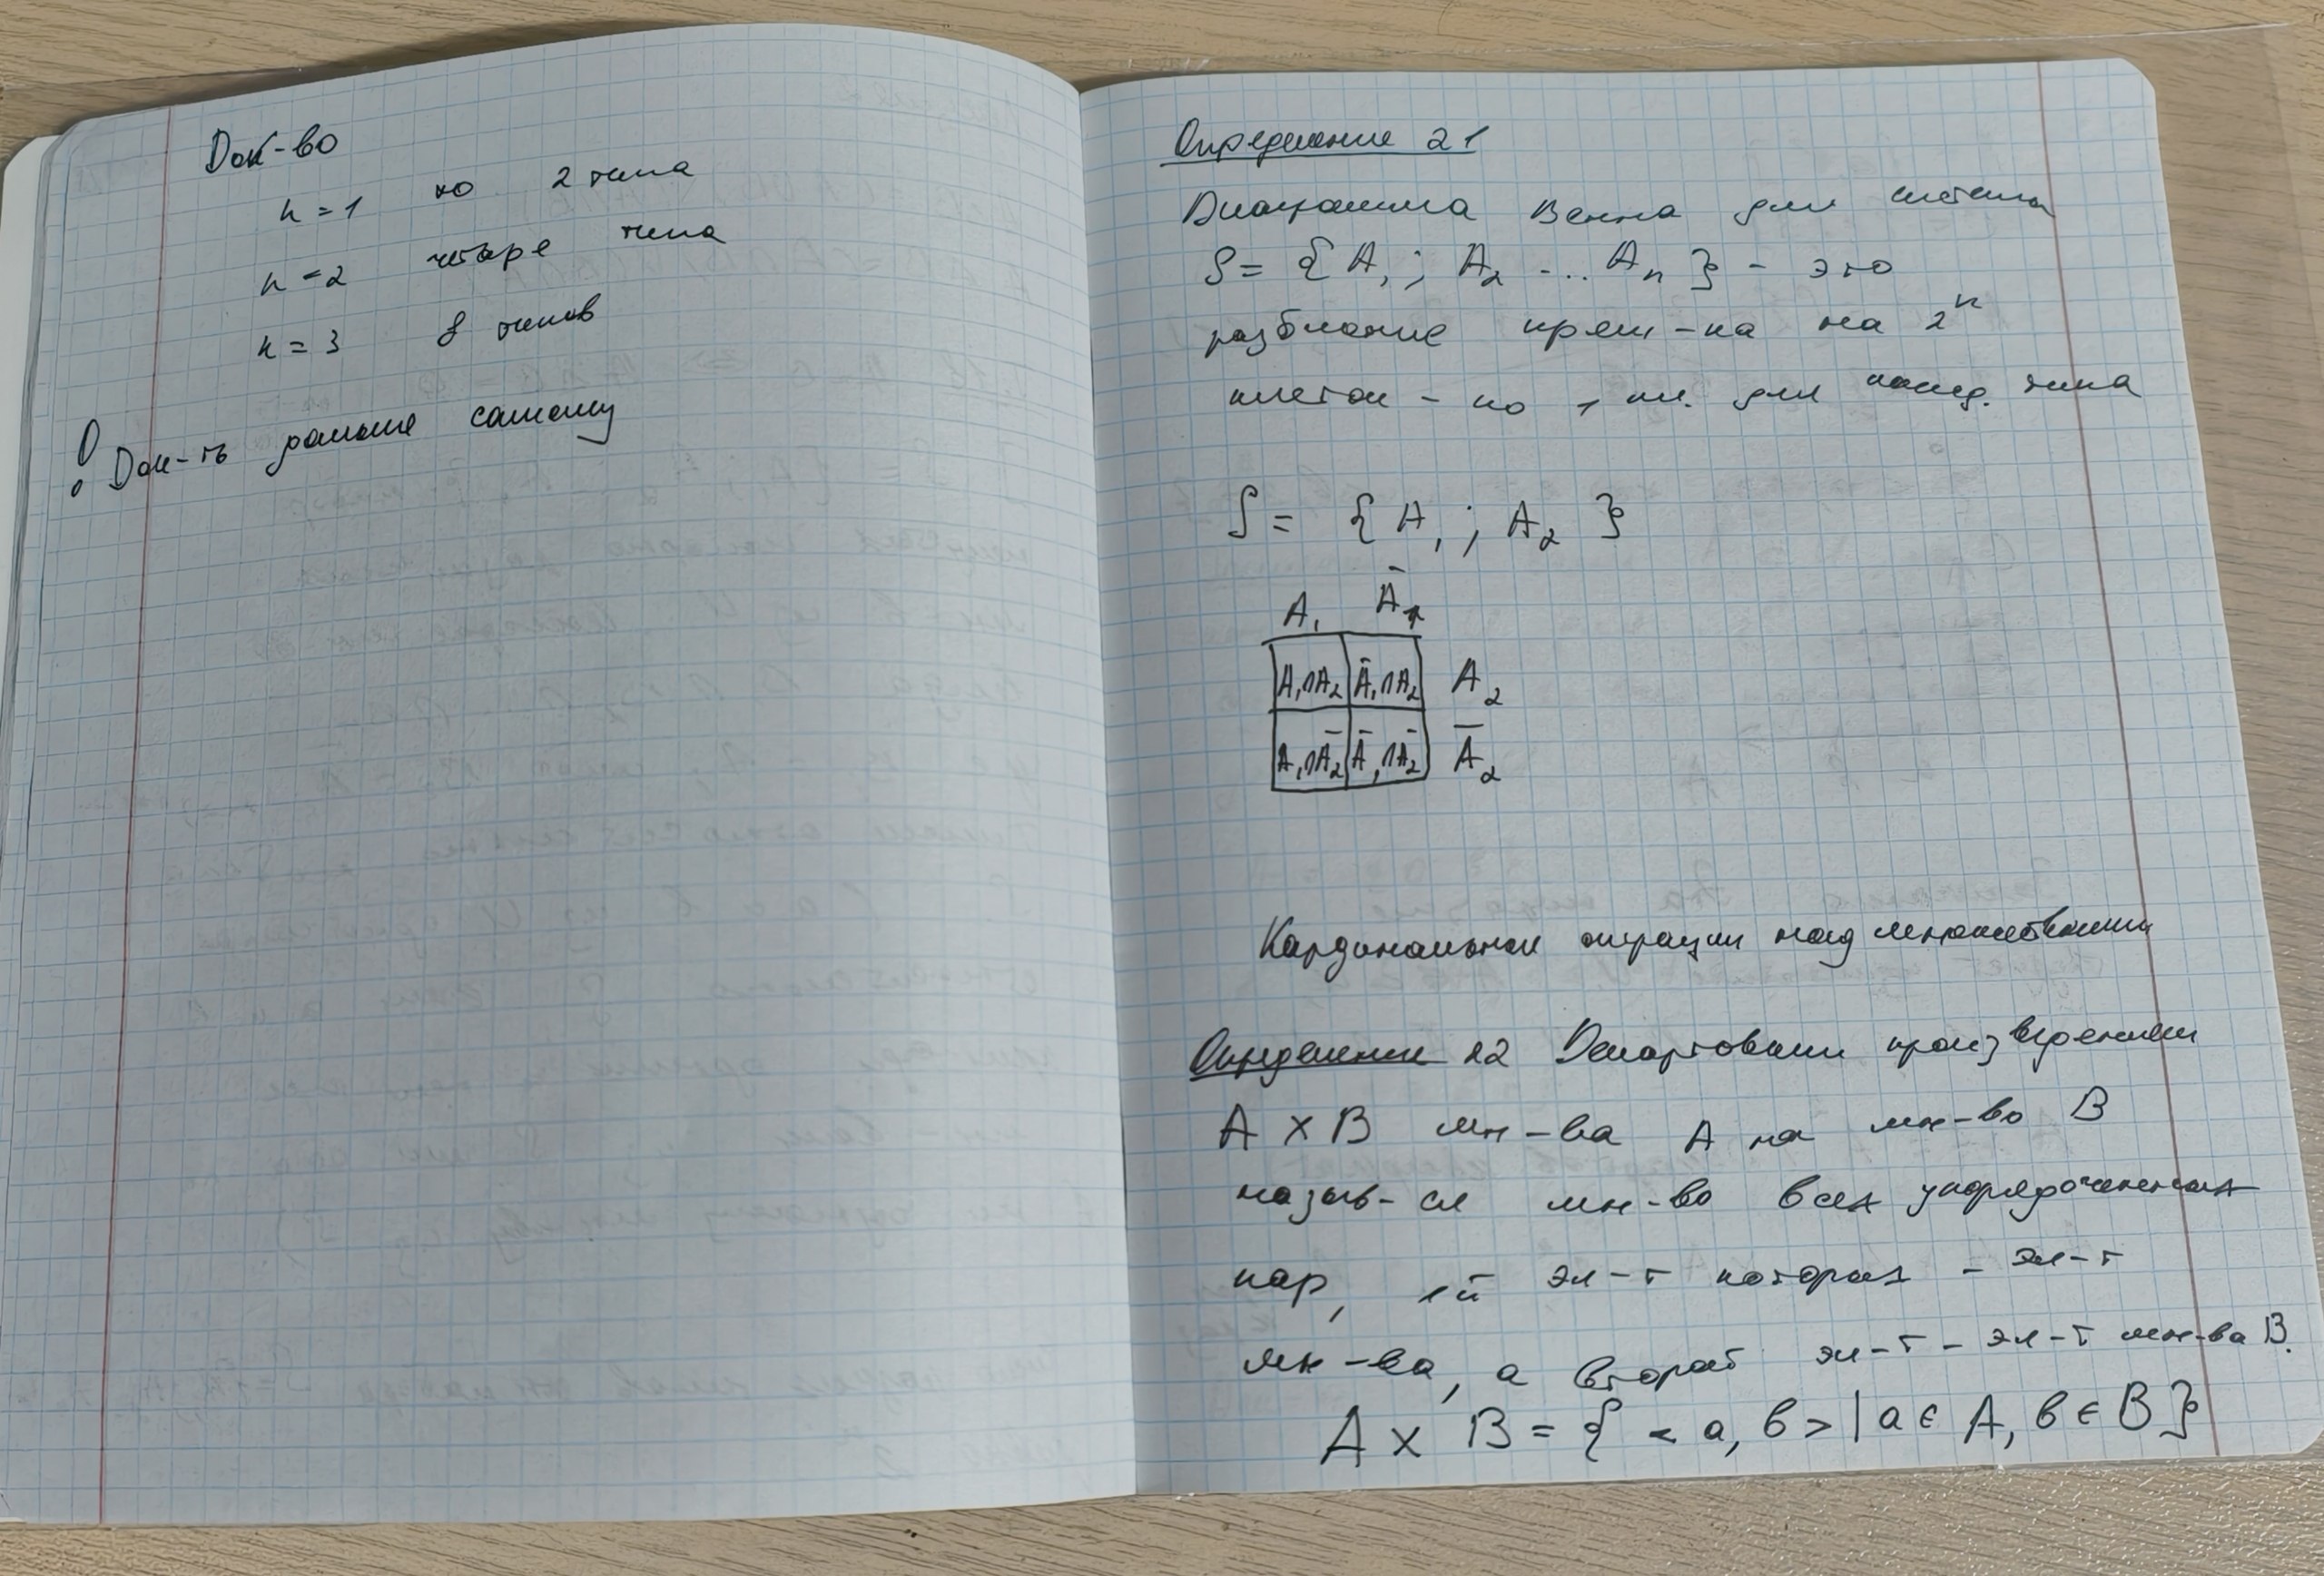 Док-во
n = 1 то 2 типа
n = 2 четыре типа
n = 3 8 типов
! Док-ть дальше самому
Определение 21
Диаграмма Венна для системы
S = { A₁ ; A₂ ... Aₙ } - это
разбиение прям-ка на 2ⁿ
клеток - по 1 кл. для кажд. типа
S = { A₁ ; A₂ }
A₁ Ā₁
A₁∩A₂ Ā₁∩A₂ A₂
A₁∩Ā₂ Ā₁∩Ā₂ Ā₂
Кардинальные операции над множествами
Определение 22 Декартовым произведением
A × B мн-ва A на мн-во B
назыв-ся мн-во всех упорядоченных
пар, 1й эл-т которых - эл-т
мн-ва, а второй эл-т - эл-т мн-ва B.
A × B = { < a, b > | a ∈ A, b ∈ B }